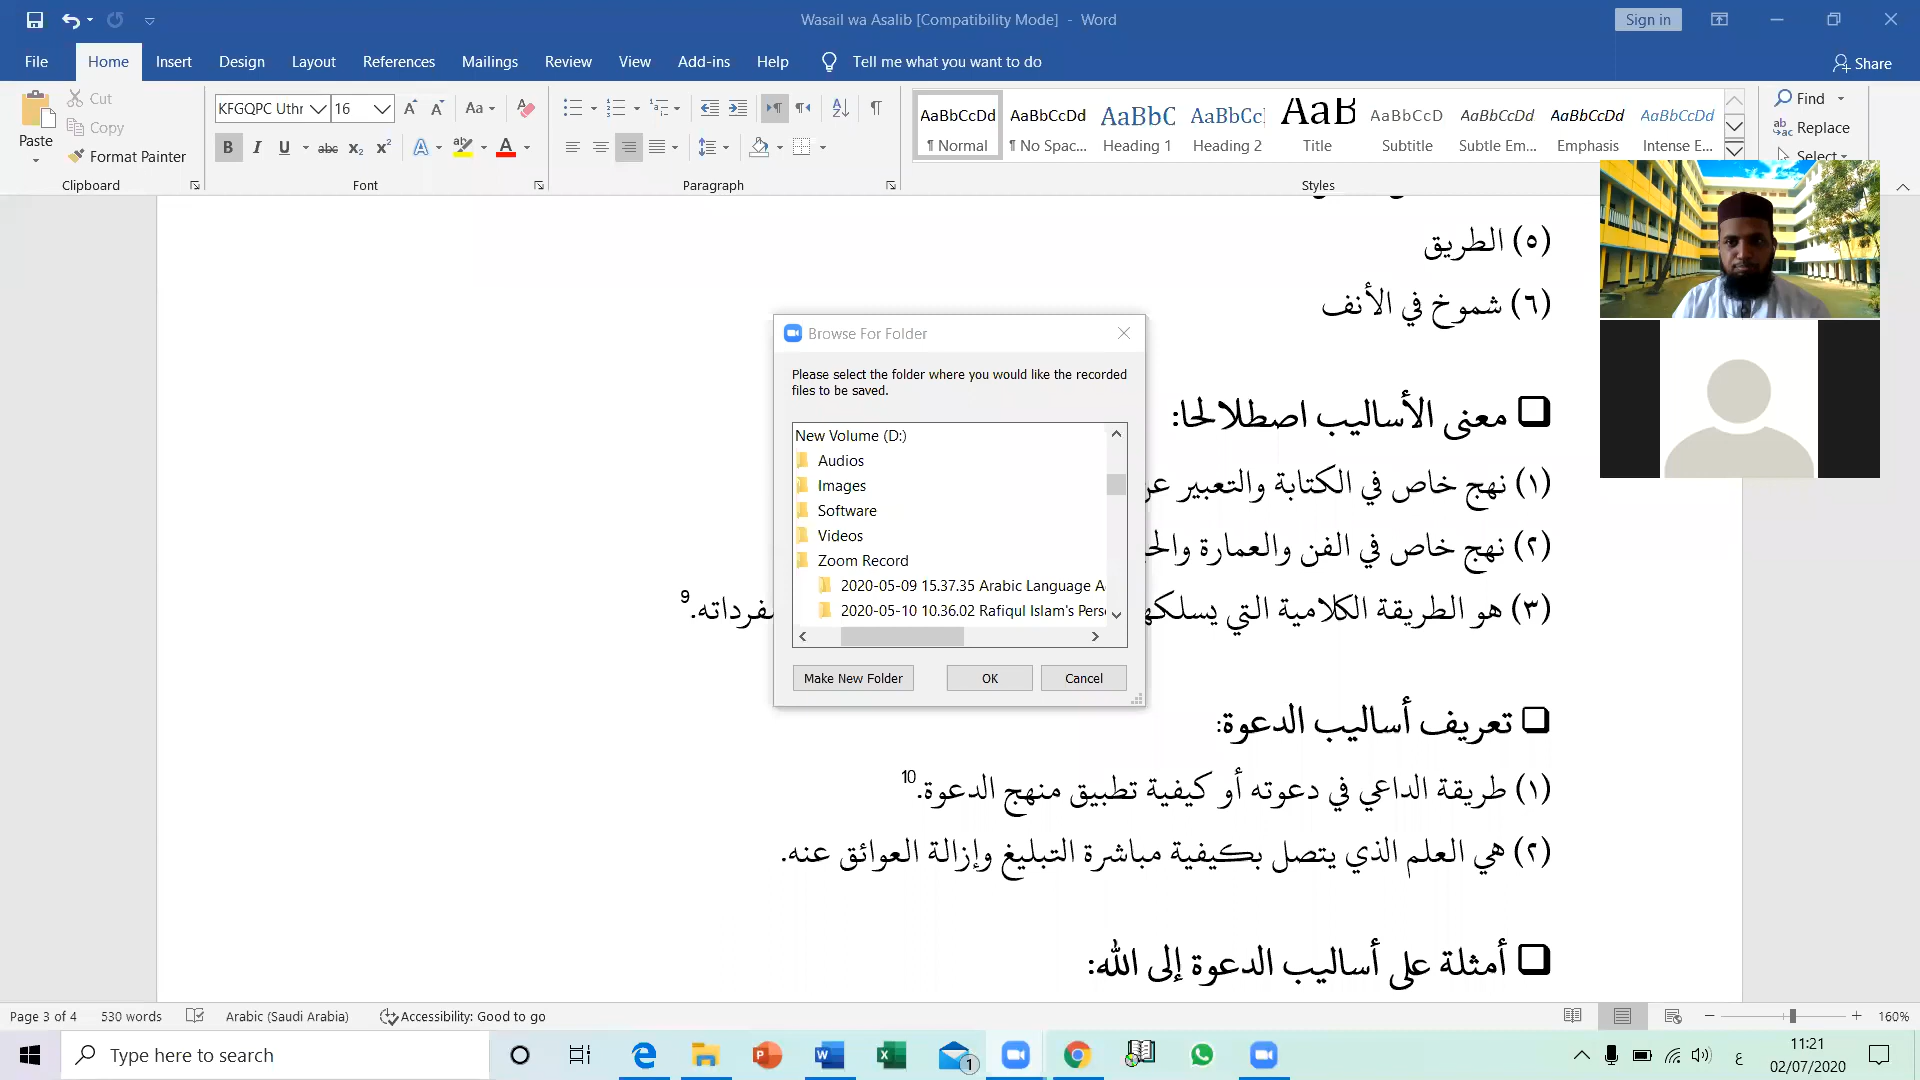 Wasail wa Asalib [Compatibility Mode] - Word
Sign in
File Home Insert Design Layout References Mailings Review View Add-ins Help Tell me what you want to do
Share
Paste
Cut
Copy
Format Painter
Clipboard
KFGQPC Uthr 16
Font
Paragraph
AaBbCcDd AaBbCcDd AaBbC AaBbCc AaB AaBbCcD AaBbCcDd AaBbCcDd AaBbCcDd
¶ Normal ¶ No Spac... Heading 1 Heading 2 Title Subtitle Subtle Em... Emphasis Intense E...
Styles
Find
Replace
Select
(٥) الطريق
(٦) شموخ في الأنف
معنى الأساليب اصطلالحا:
(١) نهج خاص في الكتابة والتعبير
(٢) نهج خاص في الفن والعمارة
(٣) هو الطريقة الكلامية التي
9
تعريف أساليب الدعوة:
(١) طريقة الداعي في دعوته أو كيفية تطبيق منهج الدعوة.10
(٢) هي العلم الذي يتصل بكيفية مباشرة التبليغ وإزالة العوائق عنه.
أمثلة على أساليب الدعوة إلى الله:
Browse For Folder
Please select the folder where you would like the recorded
files to be saved.
New Volume (D:)
Audios
Images
Software
Videos
Zoom Record
2020-05-09 15.37.35 Arabic Language A
2020-05-10 10.36.02 Rafiqul Islam's Pers
Make New Folder OK Cancel
Page 3 of 4 530 words Arabic (Saudi Arabia) Accessibility: Good to go
160%
Type here to search
1
ع
11:21
02/07/2020